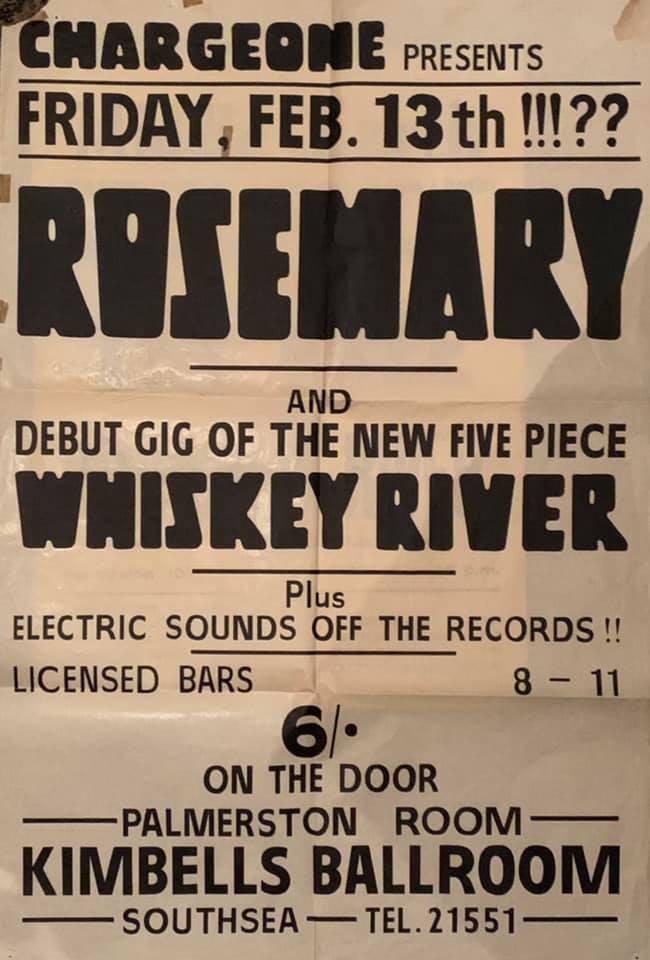 CHARGEONE PRESENTS
FRIDAY, FEB. 13th !!!??
ROSEMARY
AND
DEBUT GIG OF THE NEW FIVE PIECE
WHISKEY RIVER
Plus
ELECTRIC SOUNDS OFF THE RECORDS !!
LICENSED BARS 8 - 11
6/•
ON THE DOOR
PALMERSTON ROOM
KIMBELLS BALLROOM
SOUTHSEA — TEL. 21551